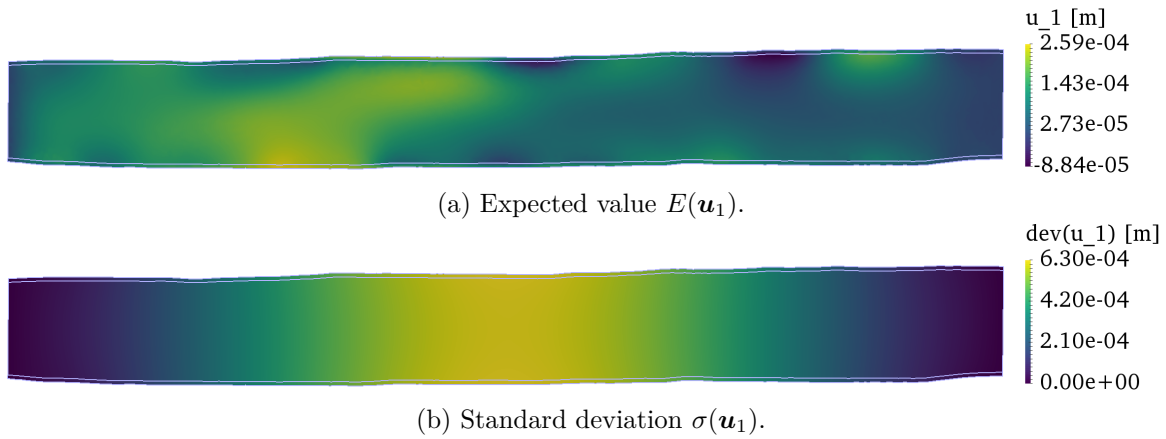 u_1 [m]
2.59e-04
1.43e-04
2.73e-05
-8.84e-05
(a) Expected value E(𝒖₁).
dev(u_1) [m]
6.30e-04
4.20e-04
2.10e-04
0.00e+00
(b) Standard deviation σ(𝒖₁).